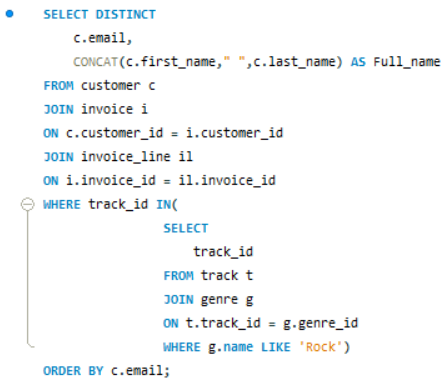 SELECT DISTINCT
c.email,
CONCAT(c.first_name," ",c.last_name) AS Full_name
FROM customer c
JOIN invoice i
ON c.customer_id = i.customer_id
JOIN invoice_line il
ON i.invoice_id = il.invoice_id
WHERE track_id IN(
SELECT
track_id
FROM track t
JOIN genre g
ON t.track_id = g.genre_id
WHERE g.name LIKE 'Rock')
ORDER BY c.email;